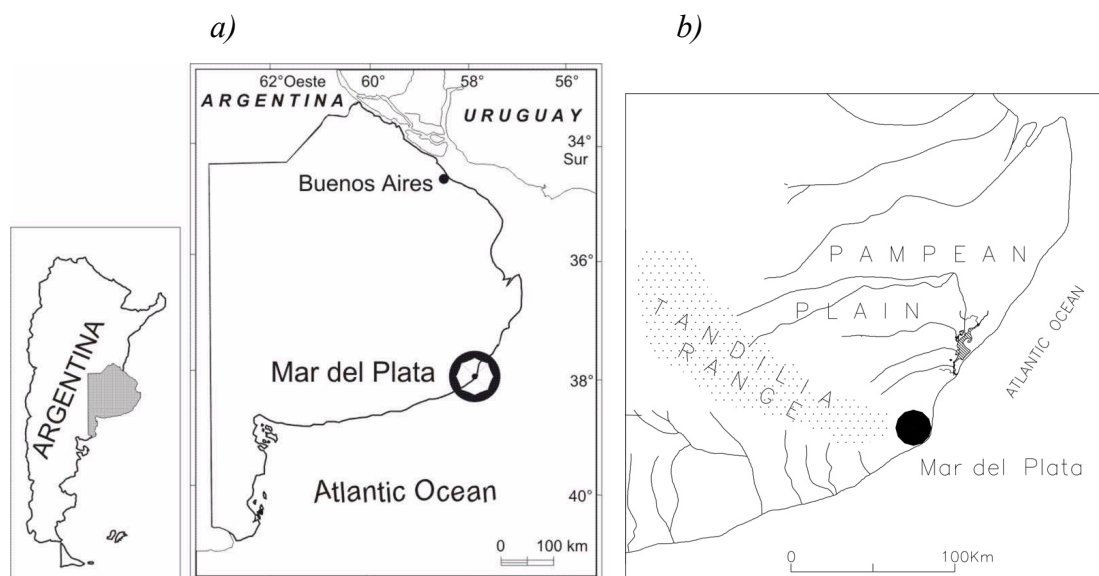 a)
b)
ARGENTINA
62°Oeste 60° 58° 56°
ARGENTINA
URUGUAY
34°
Sur
Buenos Aires
36°
Mar del Plata
38°
Atlantic Ocean
40°
0 100 km
PAMPEAN
PLAIN
TANDILIA
RANGE
ATLANTIC OCEAN
Mar del Plata
0 100Km